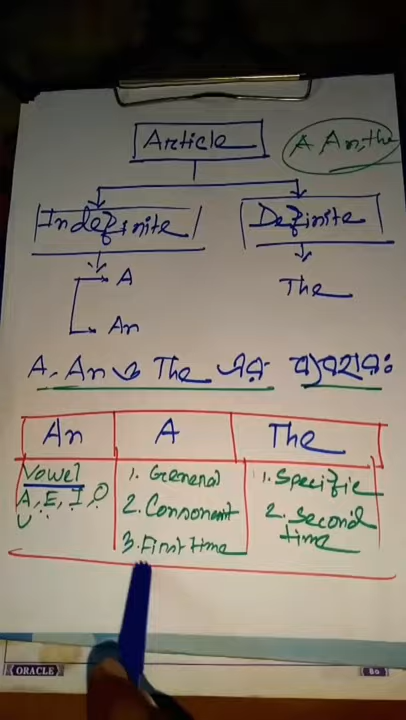 Article
A An, the
Indefinite
Definite
A
An
The
A, An ও The এর ব্যবহারঃ
An A The
Vowel
A, E, I, O
U
1. General
2. Consonant
3. First time
1. Specific
2. Second
time
ORACLE
80